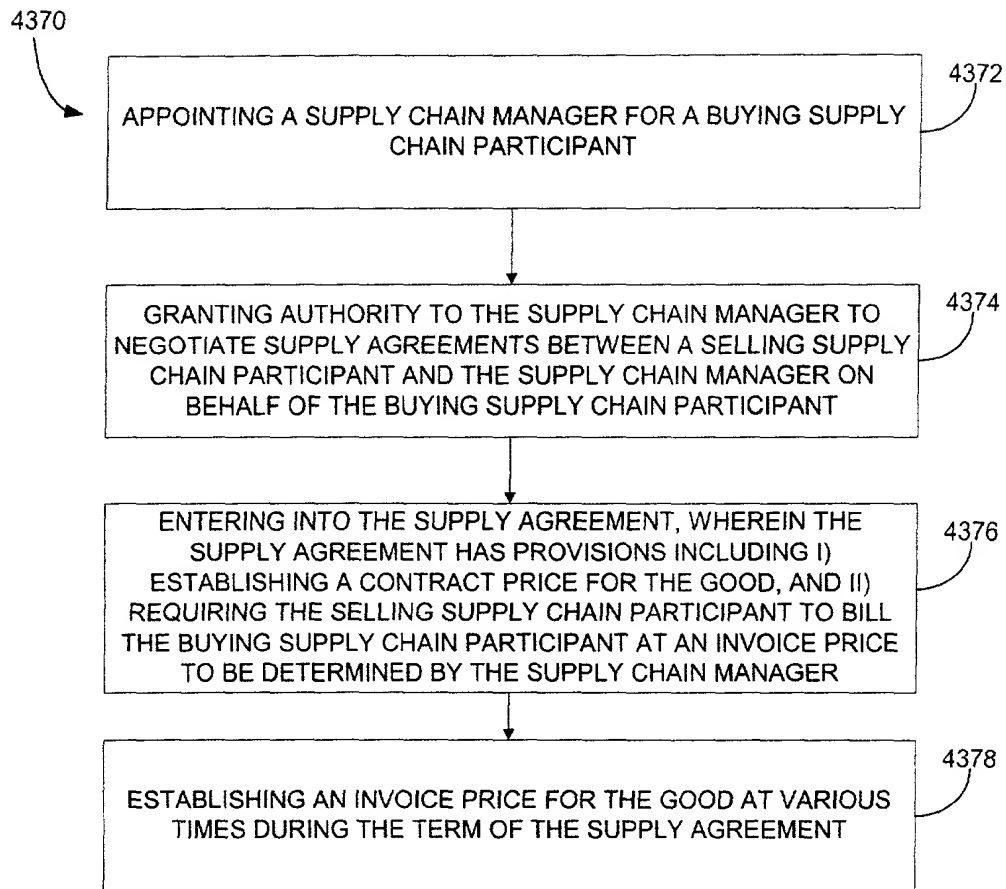 4370
4372
APPOINTING A SUPPLY CHAIN MANAGER FOR A BUYING SUPPLY
CHAIN PARTICIPANT
4374
GRANTING AUTHORITY TO THE SUPPLY CHAIN MANAGER TO
NEGOTIATE SUPPLY AGREEMENTS BETWEEN A SELLING SUPPLY
CHAIN PARTICIPANT AND THE SUPPLY CHAIN MANAGER ON
BEHALF OF THE BUYING SUPPLY CHAIN PARTICIPANT
4376
ENTERING INTO THE SUPPLY AGREEMENT, WHEREIN THE
SUPPLY AGREEMENT HAS PROVISIONS INCLUDING I)
ESTABLISHING A CONTRACT PRICE FOR THE GOOD, AND II)
REQUIRING THE SELLING SUPPLY CHAIN PARTICIPANT TO BILL
THE BUYING SUPPLY CHAIN PARTICIPANT AT AN INVOICE PRICE
TO BE DETERMINED BY THE SUPPLY CHAIN MANAGER
4378
ESTABLISHING AN INVOICE PRICE FOR THE GOOD AT VARIOUS
TIMES DURING THE TERM OF THE SUPPLY AGREEMENT